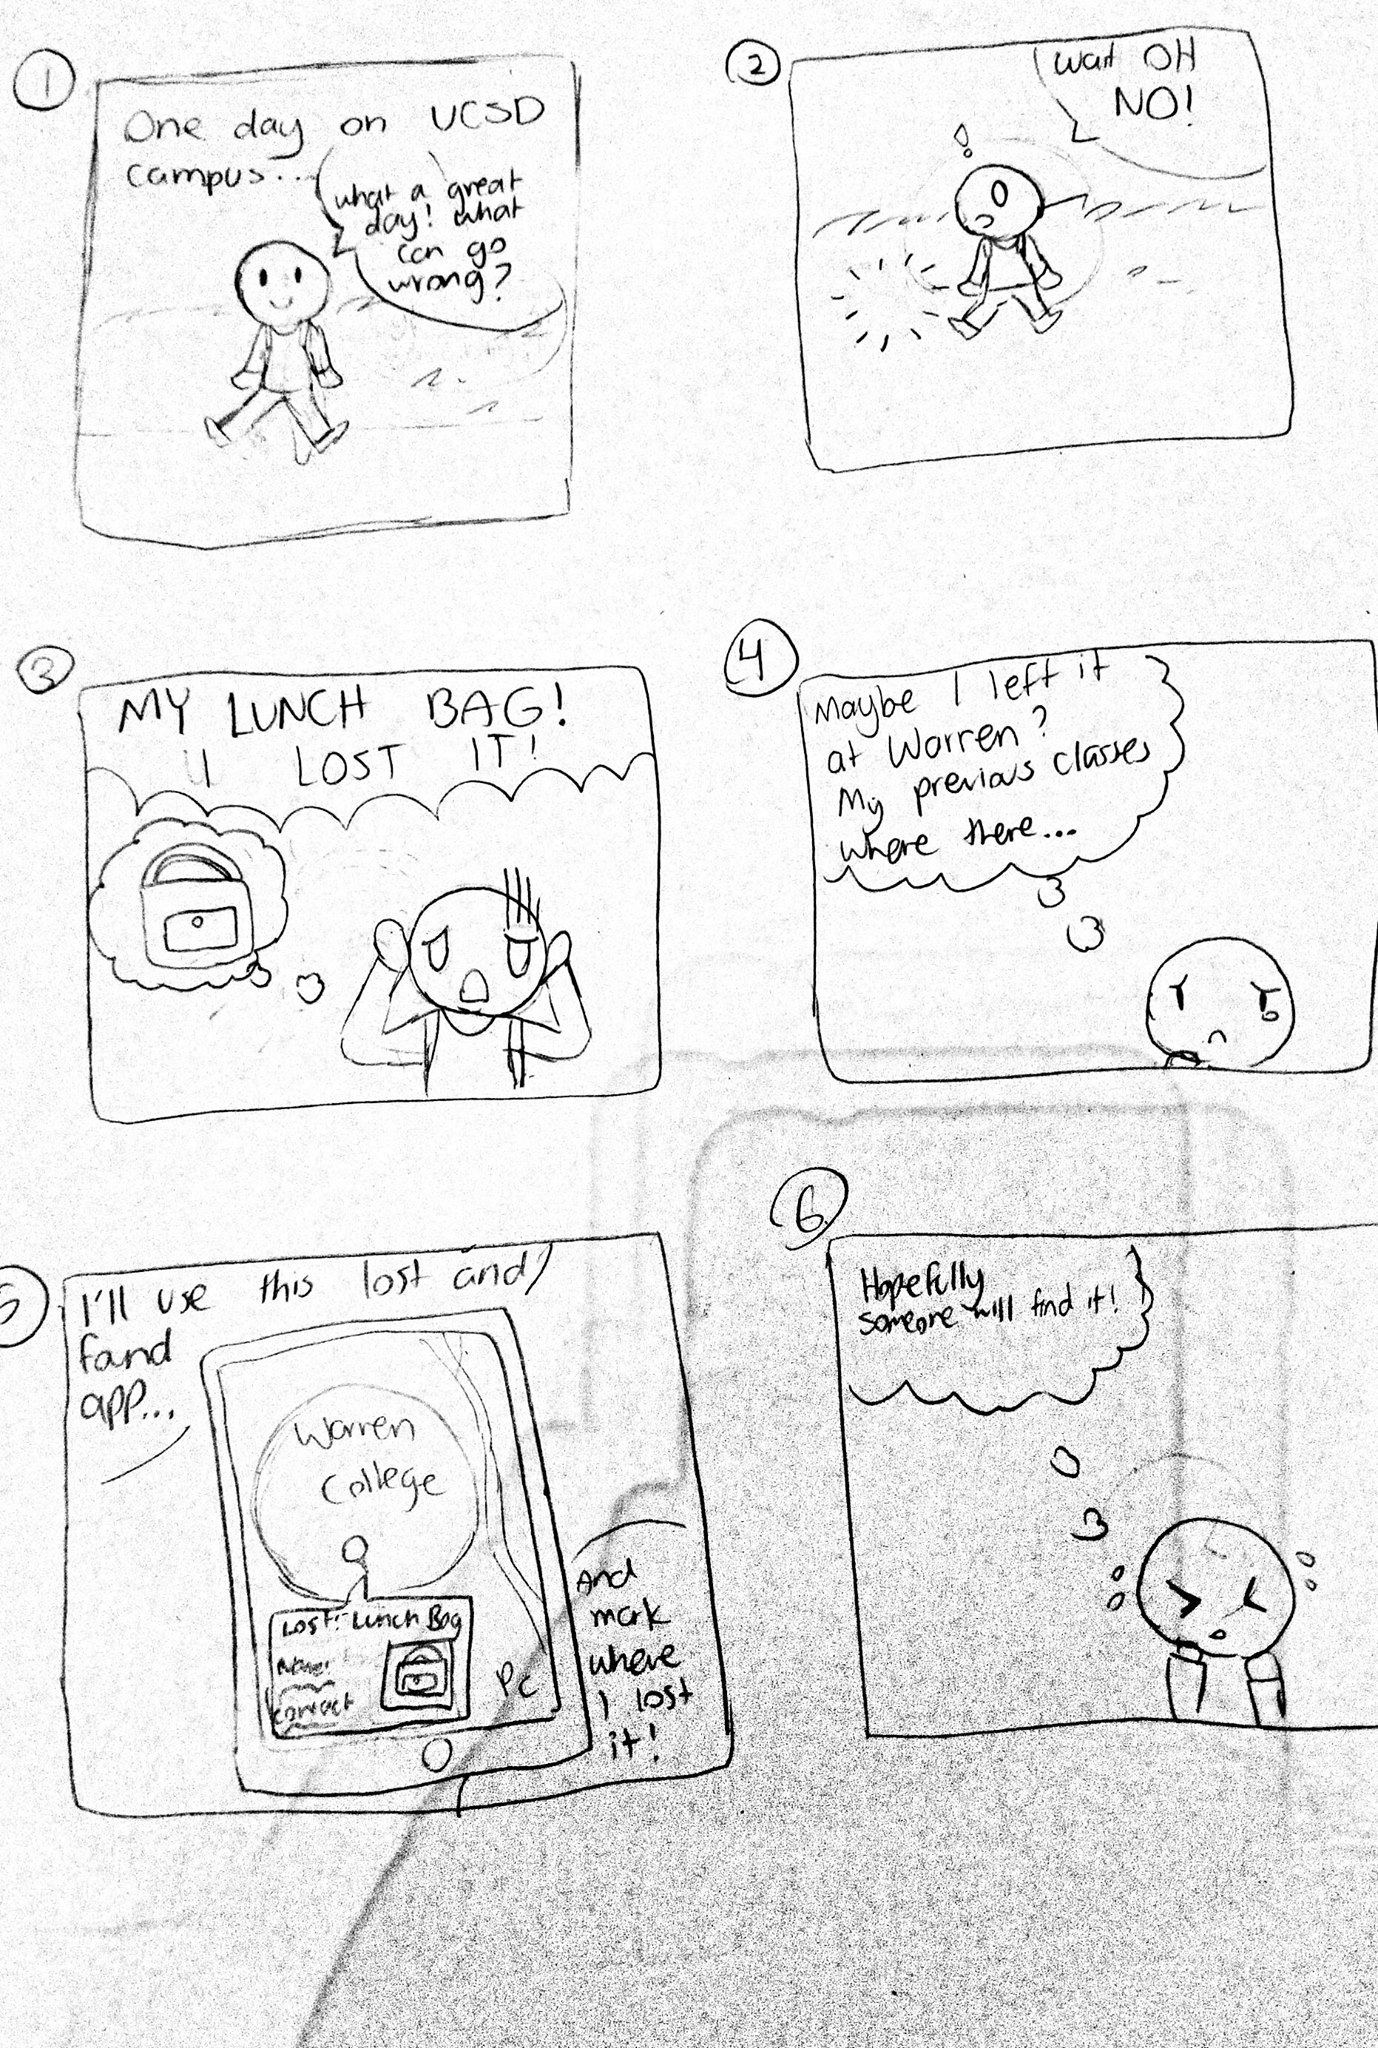 1
One day on UCSD
campus...
what a great
day! what
can go
wrong?
2
wait OH
NO!
3
MY LUNCH BAG!
I LOST IT!
4
Maybe I left it
at Warren?
My previous classes
where there...
5
I'll use this lost and
fand
app...
Warren
College
LOST: Lunch Bag
Name:
contact
PC
And
mark
where
I lost
it!
6
Hopefully
someone will find it!